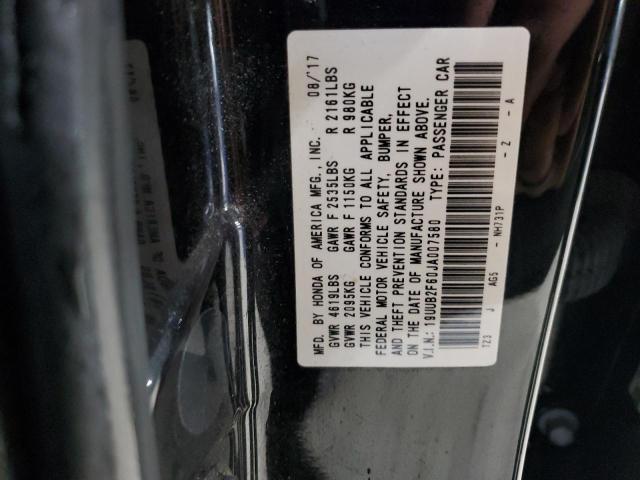 MFD. BY HONDA OF AMERICA MFG., INC. 08/'17
GVWR 4619LBS GAWR F 2535LBS R 2161LBS
GVWR 2095KG GAWR F 1150KG R 980KG
THIS VEHICLE CONFORMS TO ALL APPLICABLE
FEDERAL MOTOR VEHICLE SAFETY, BUMPER,
AND THEFT PREVENTION STANDARDS IN EFFECT
ON THE DATE OF MANUFACTURE SHOWN ABOVE.
V.I.N.: 19UUB2F60JA007580 TYPE: PASSENGER CAR
TZ3 J AG5 - NH731P - Z - A